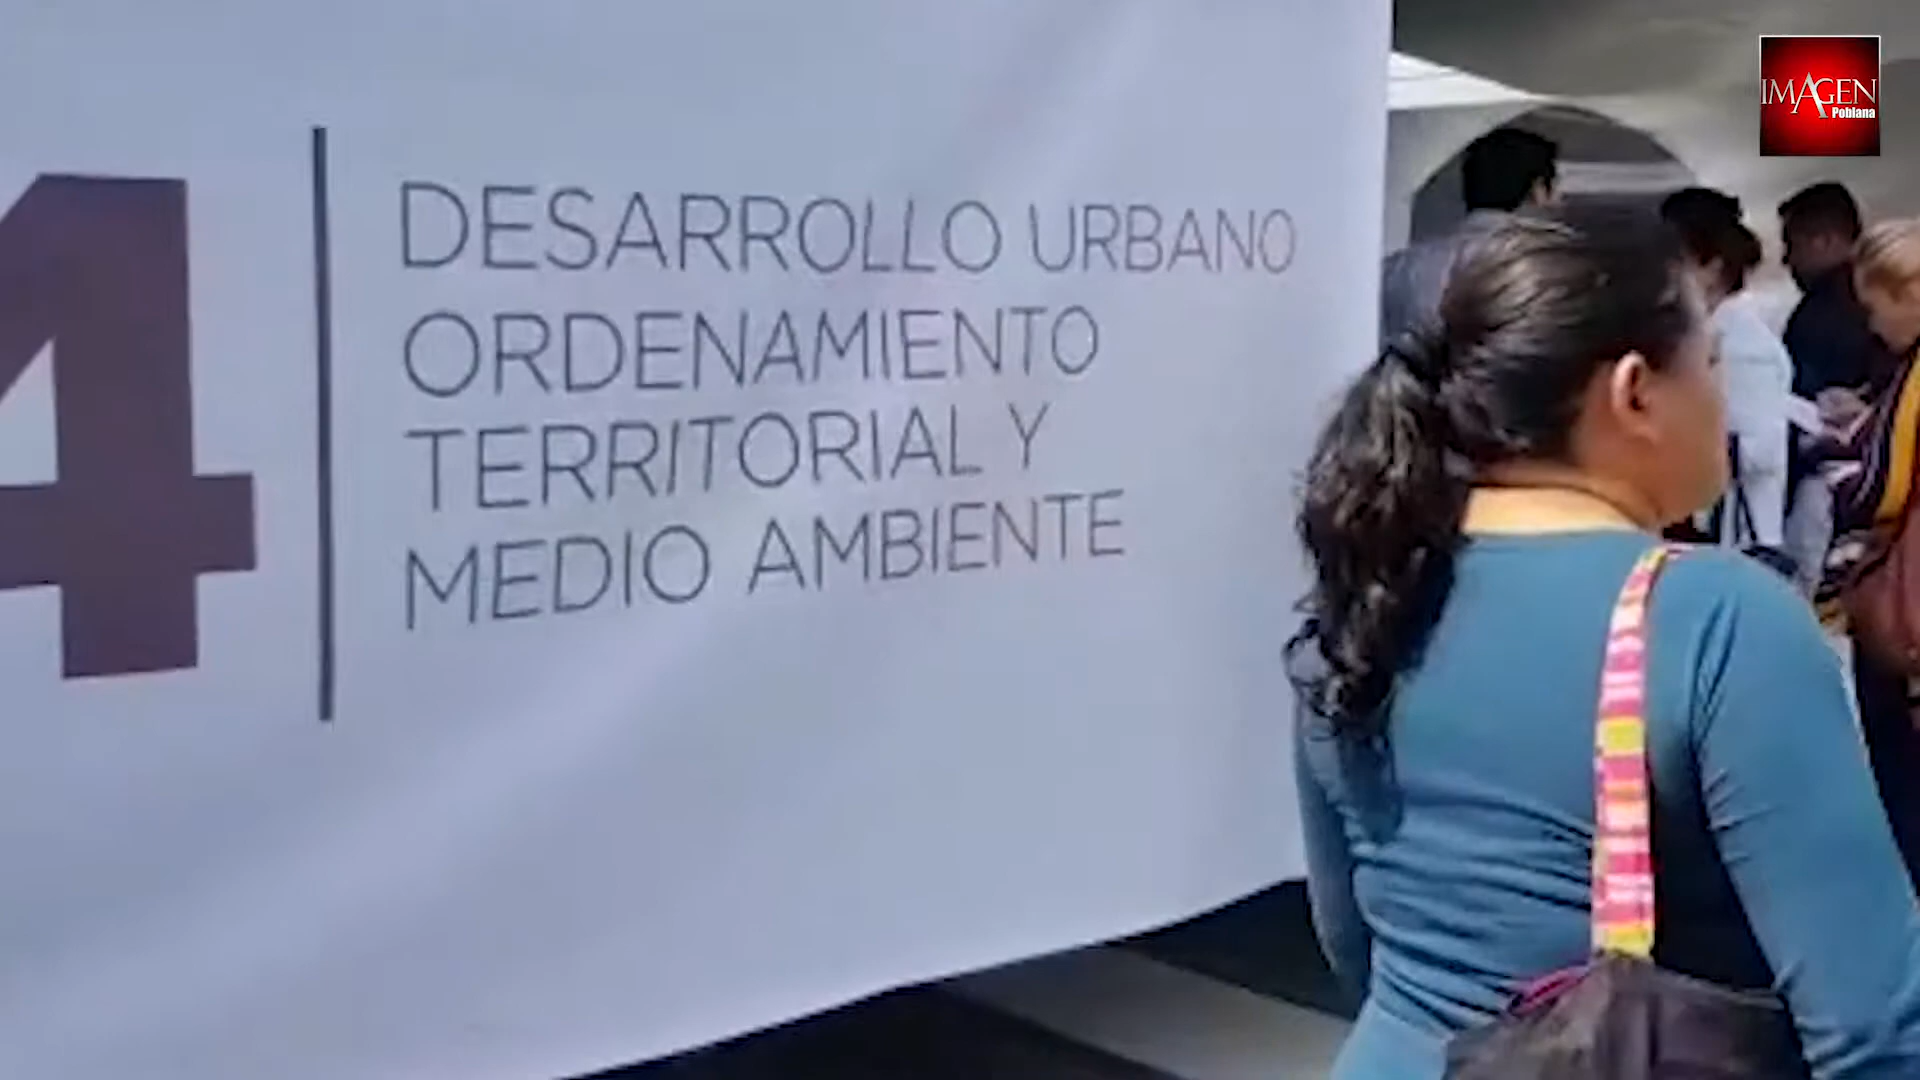 4
DESARROLLO URBANO
ORDENAMIENTO
TERRITORIAL Y
MEDIO AMBIENTE
IMAGEN
Poblana